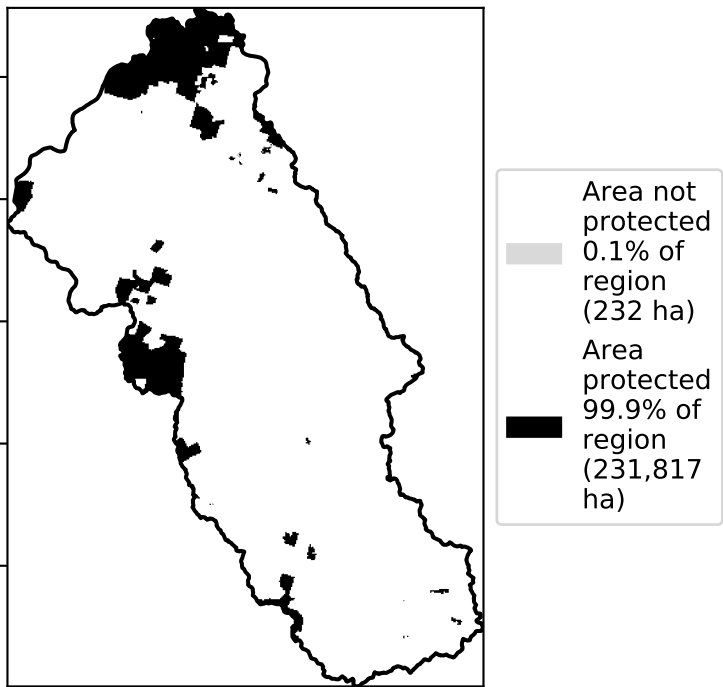 Area not
protected
0.1% of
region
(232 ha)
Area
protected
99.9% of
region
(231,817
ha)